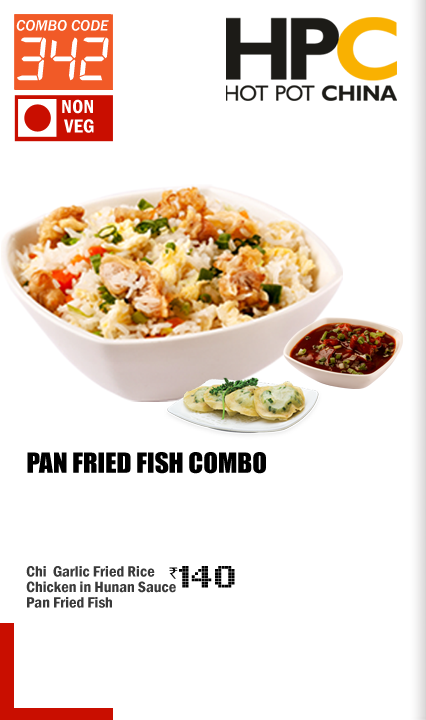 COMBO CODE
342
NON
VEG
HPC
HOT POT CHINA
PAN FRIED FISH COMBO
Chi Garlic Fried Rice ₹140
Chicken in Hunan Sauce
Pan Fried Fish